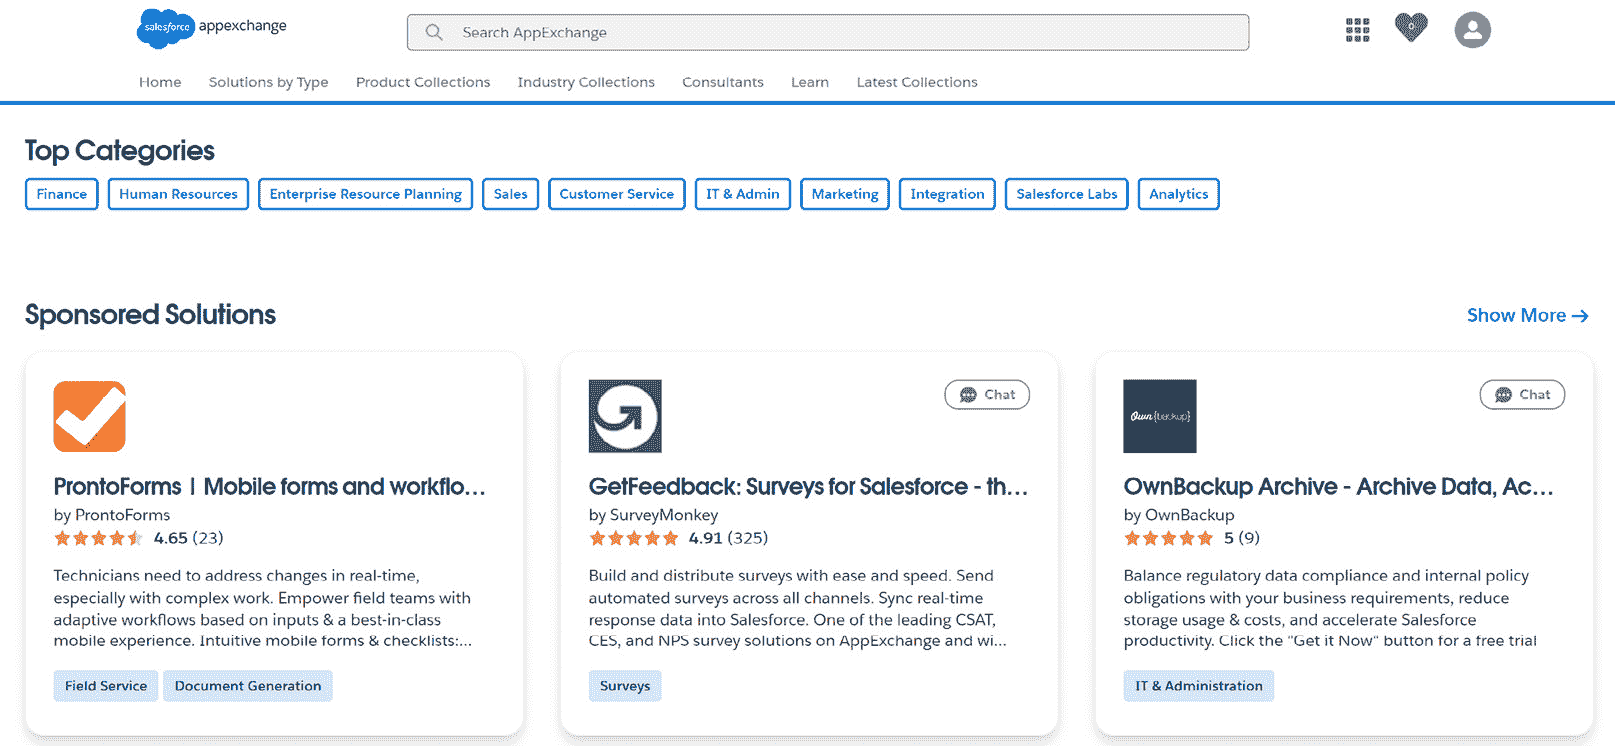 salesforce appexchange
Search AppExchange
Home Solutions by Type Product Collections Industry Collections Consultants Learn Latest Collections
Top Categories
Finance Human Resources Enterprise Resource Planning Sales Customer Service IT & Admin Marketing Integration Salesforce Labs Analytics
Sponsored Solutions
Show More →
ProntoForms | Mobile forms and workflo...
by ProntoForms
4.65 (23)
Technicians need to address changes in real-time,
especially with complex work. Empower field teams with
adaptive workflows based on inputs & a best-in-class
mobile experience. Intuitive mobile forms & checklists:...
Field Service Document Generation
Chat
GetFeedback: Surveys for Salesforce - th...
by SurveyMonkey
4.91 (325)
Build and distribute surveys with ease and speed. Send
automated surveys across all channels. Sync real-time
response data into Salesforce. One of the leading CSAT,
CES, and NPS survey solutions on AppExchange and wi...
Surveys
Own{backup}
Chat
OwnBackup Archive - Archive Data, Ac...
by OwnBackup
5 (9)
Balance regulatory data compliance and internal policy
obligations with your business requirements, reduce
storage usage & costs, and accelerate Salesforce
productivity. Click the "Get it Now" button for a free trial
IT & Administration